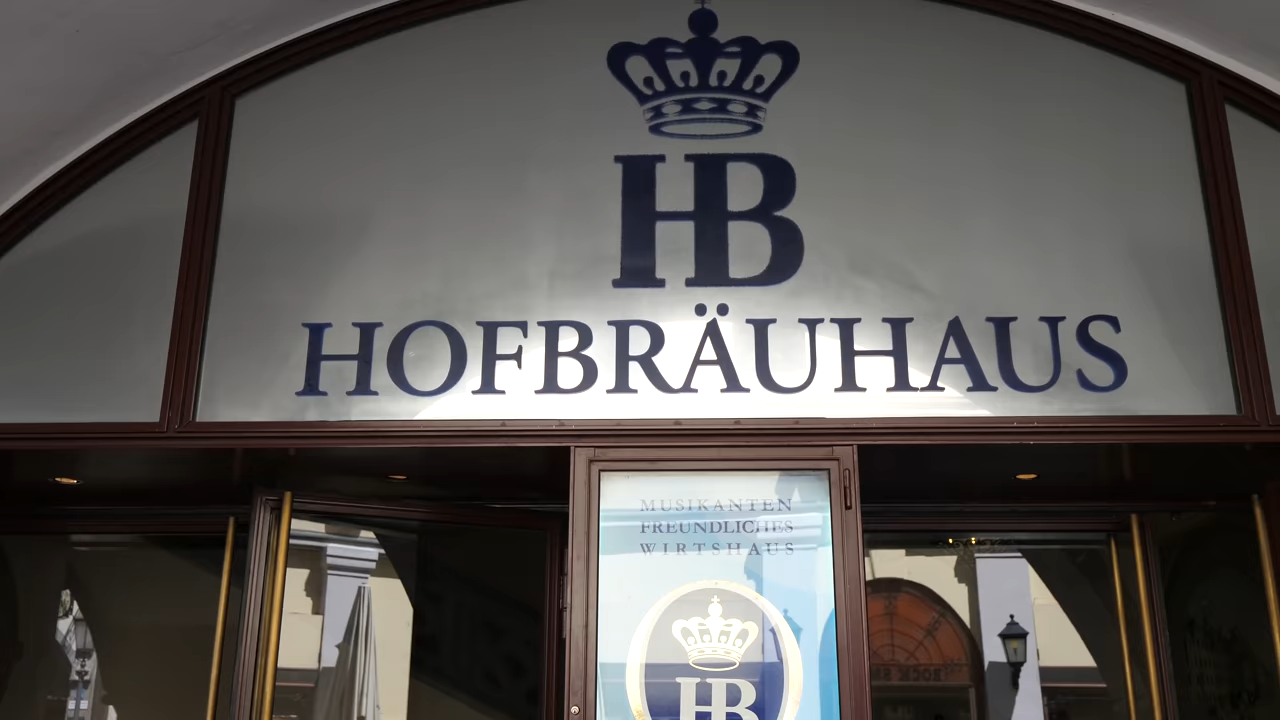 HB
HOFBRÄUHAUS
MUSIKANTEN
FREUNDLICHES
WIRTSHAUS
HB